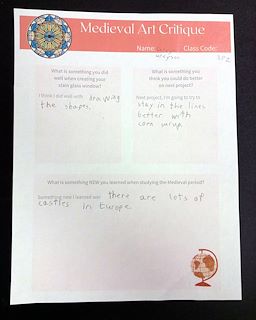 Medieval Art Critique
Name: Class Code:
3P2
What is something you did
well when creating your
stain glass window?
I think I did well with drawing
the shapes.
What is something you
think you could do better
on next project?
Next project, I'm going to try to
stay in the lines
better with
What is something NEW you learned when studying the Medieval period?
Something new I learned was there are lots of
castles in Europe